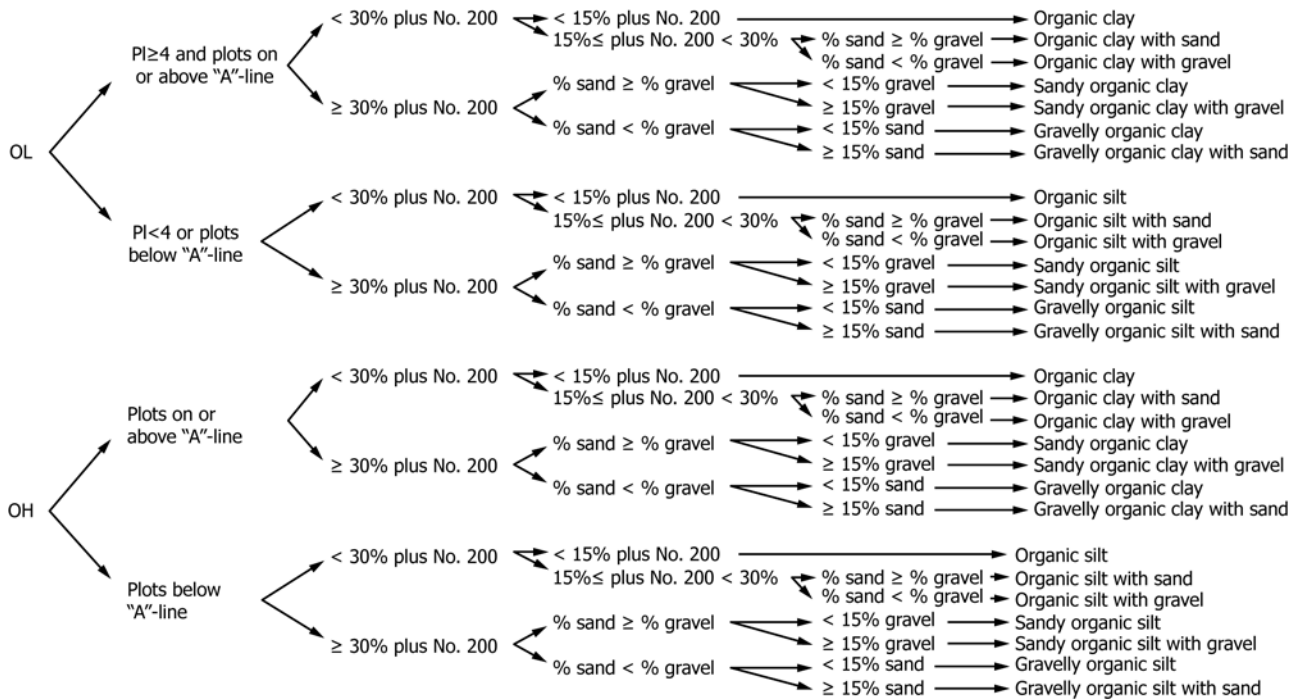 < 30% plus No. 200 < 15% plus No. 200 Organic clay
PI≥4 and plots on 15%≤ plus No. 200 < 30% % sand ≥ % gravel Organic clay with sand
or above “A”-line % sand < % gravel Organic clay with gravel
% sand ≥ % gravel < 15% gravel Sandy organic clay
≥ 30% plus No. 200 ≥ 15% gravel Sandy organic clay with gravel
% sand < % gravel < 15% sand Gravelly organic clay
OL ≥ 15% sand Gravelly organic clay with sand
< 30% plus No. 200 < 15% plus No. 200 Organic silt
15%≤ plus No. 200 < 30% % sand ≥ % gravel Organic silt with sand
PI<4 or plots % sand < % gravel Organic silt with gravel
below “A”-line % sand ≥ % gravel < 15% gravel Sandy organic silt
≥ 30% plus No. 200 ≥ 15% gravel Sandy organic silt with gravel
% sand < % gravel < 15% sand Gravelly organic silt
≥ 15% sand Gravelly organic silt with sand
< 30% plus No. 200 < 15% plus No. 200 Organic clay
15%≤ plus No. 200 < 30% % sand ≥ % gravel Organic clay with sand
Plots on or % sand < % gravel Organic clay with gravel
above “A”-line % sand ≥ % gravel < 15% gravel Sandy organic clay
≥ 30% plus No. 200 ≥ 15% gravel Sandy organic clay with gravel
% sand < % gravel < 15% sand Gravelly organic clay
OH ≥ 15% sand Gravelly organic clay with sand
< 30% plus No. 200 < 15% plus No. 200 Organic silt
15%≤ plus No. 200 < 30% % sand ≥ % gravel Organic silt with sand
Plots below % sand < % gravel Organic silt with gravel
“A”-line % sand ≥ % gravel < 15% gravel Sandy organic silt
≥ 30% plus No. 200 ≥ 15% gravel Sandy organic silt with gravel
% sand < % gravel < 15% sand Gravelly organic silt
≥ 15% sand Gravelly organic silt with sand